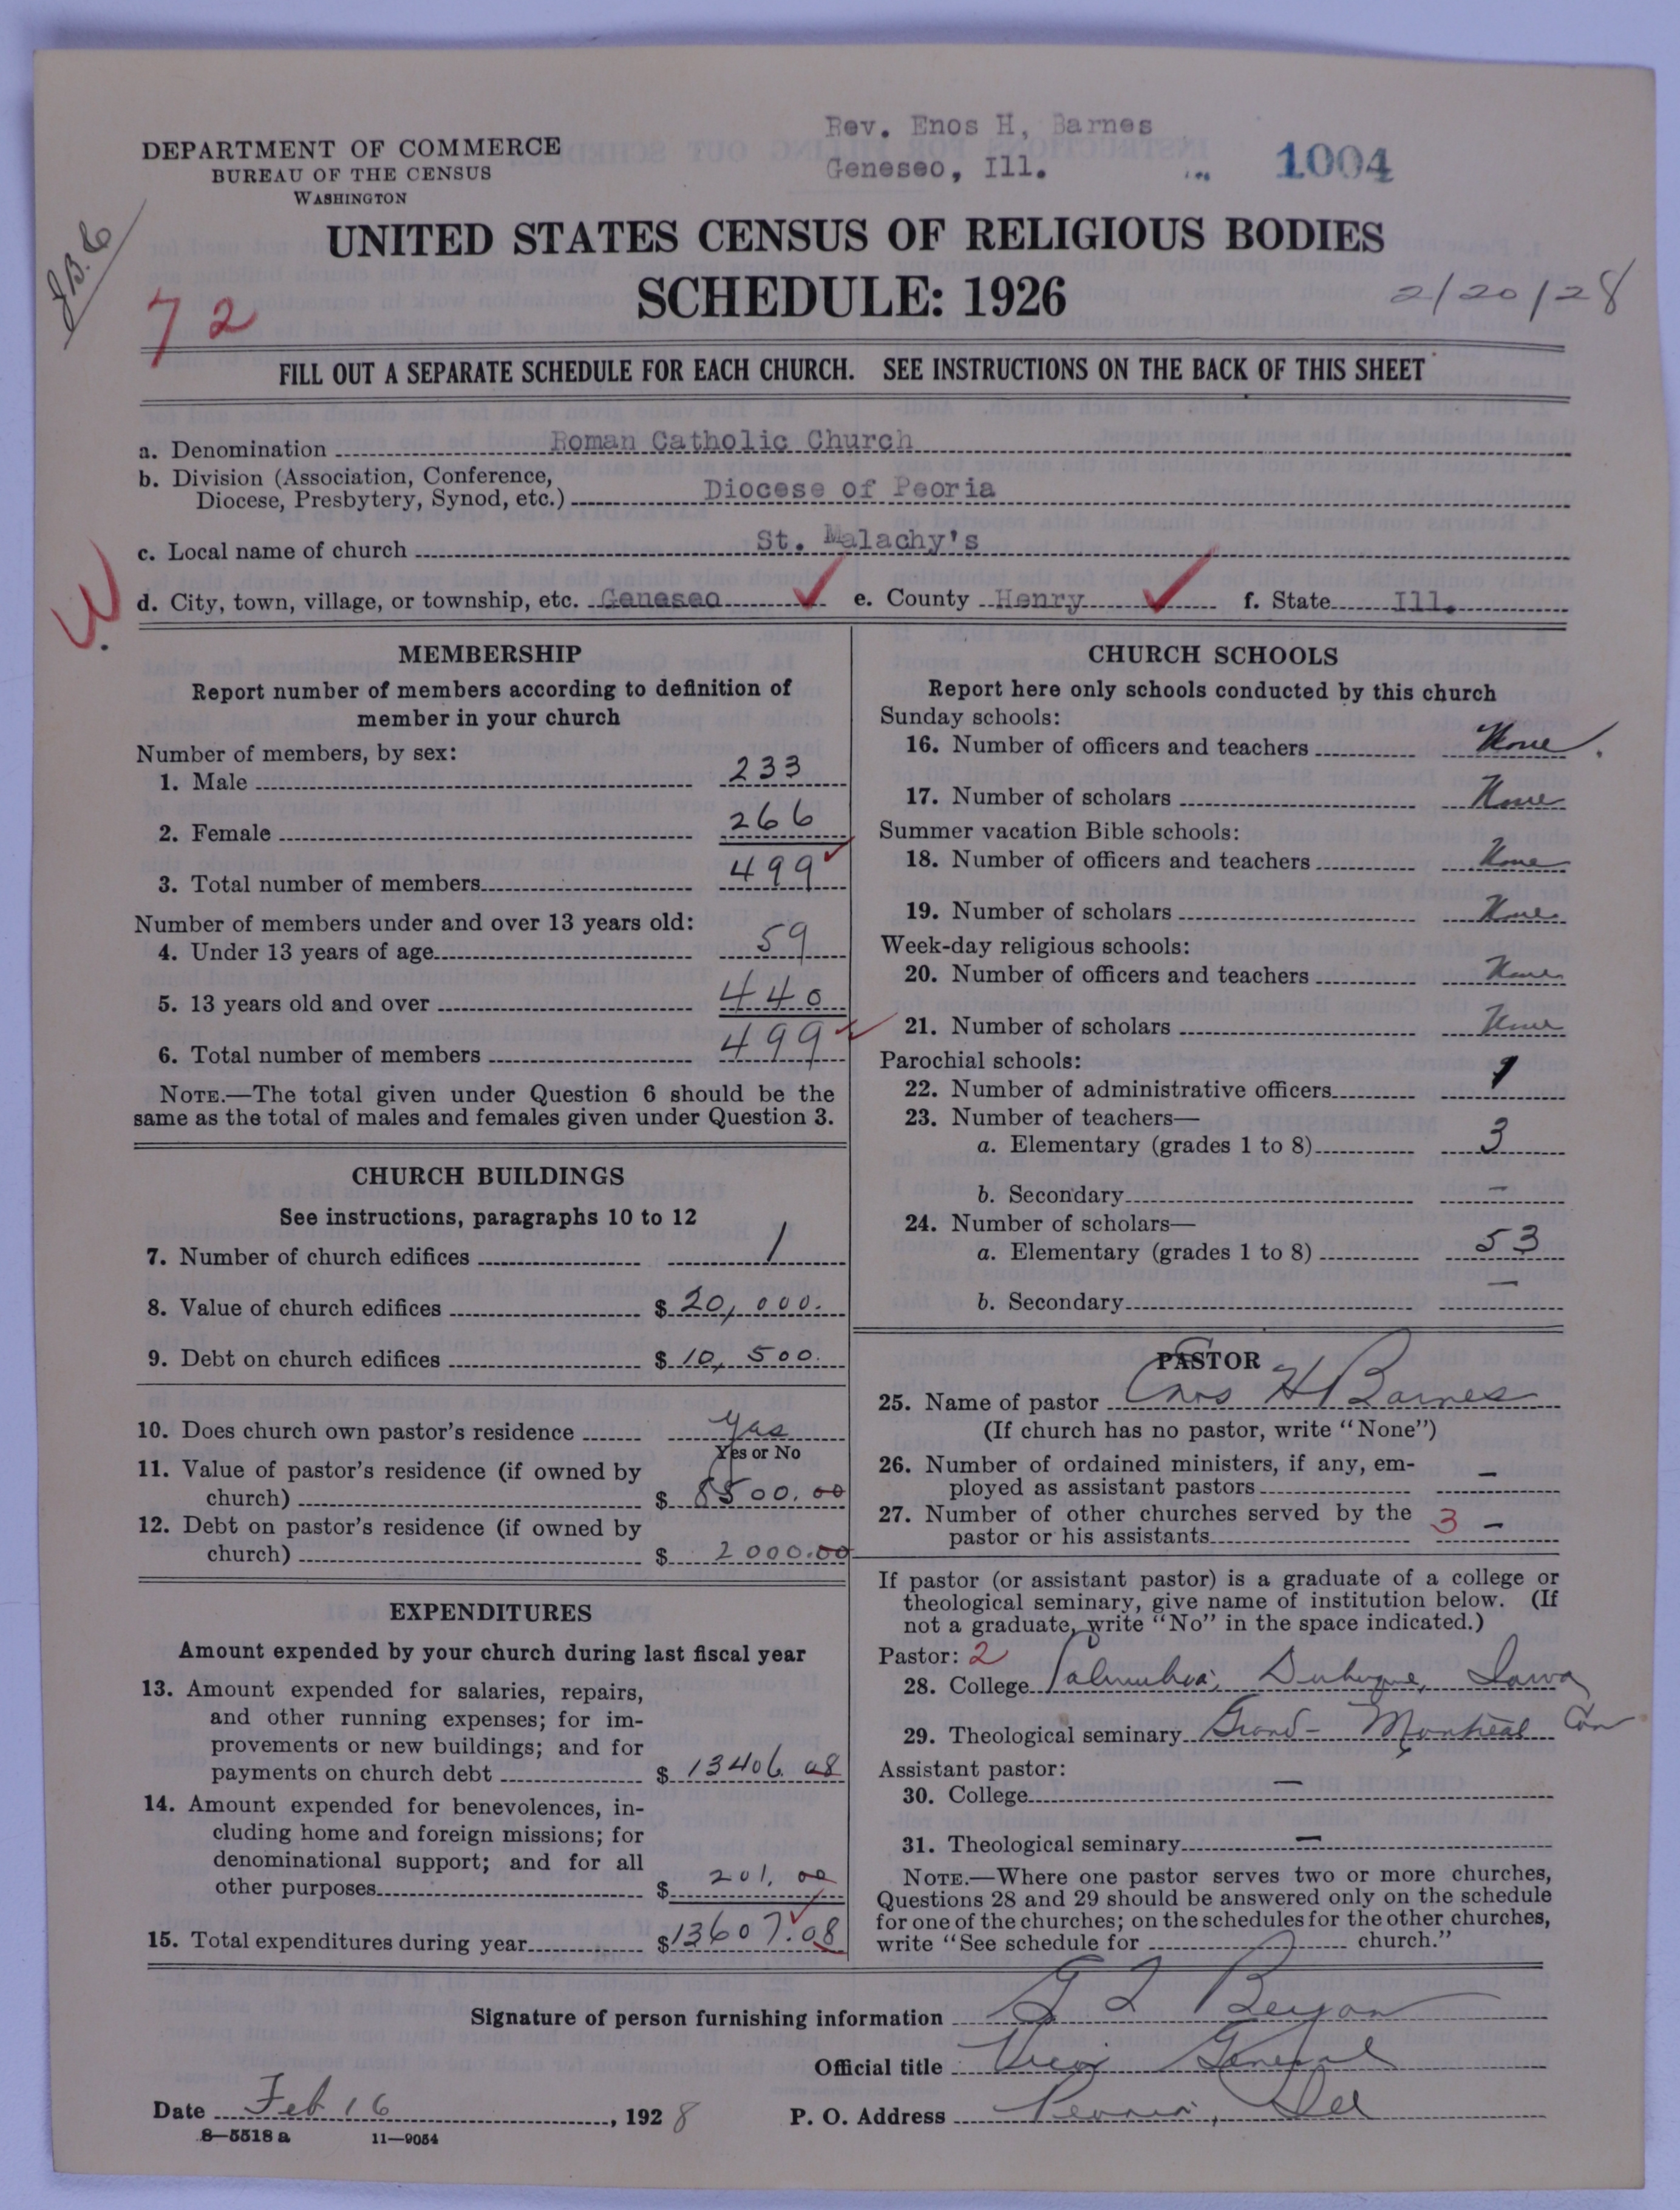 Rev. Enos H, Barnes
Geneseo, Ill.
1004
DEPARTMENT OF COMMERCE
BUREAU OF THE CENSUS
WASHINGTON
J.B.C
UNITED STATES CENSUS OF RELIGIOUS BODIES
SCHEDULE: 1926
72
2/20/28
FILL OUT A SEPARATE SCHEDULE FOR EACH CHURCH. SEE INSTRUCTIONS ON THE BACK OF THIS SHEET
a. Denomination Roman Catholic Church
b. Division (Association, Conference,
Diocese, Presbytery, Synod, etc.) Diocese of Peoria
c. Local name of church St. Malachy's
W.
d. City, town, village, or township, etc. Geneseo e. County Henry f. State Ill.
MEMBERSHIP
Report number of members according to definition of
member in your church
Number of members, by sex:
1. Male 233
2. Female 266
3. Total number of members 499
Number of members under and over 13 years old:
4. Under 13 years of age 59
5. 13 years old and over 440
6. Total number of members 499
NOTE.—The total given under Question 6 should be the
same as the total of males and females given under Question 3.
CHURCH BUILDINGS
See instructions, paragraphs 10 to 12
7. Number of church edifices 1
8. Value of church edifices $ 20,000.
9. Debt on church edifices $ 10,500.
10. Does church own pastor's residence yas
Yes or No
11. Value of pastor's residence (if owned by
church) $ 8500.00
12. Debt on pastor's residence (if owned by
church) $ 2000.00
EXPENDITURES
Amount expended by your church during last fiscal year
13. Amount expended for salaries, repairs,
and other running expenses; for im-
provements or new buildings; and for
payments on church debt $ 13406.08
14. Amount expended for benevolences, in-
cluding home and foreign missions; for
denominational support; and for all
other purposes $ 201.00
15. Total expenditures during year $ 13607.08
CHURCH SCHOOLS
Report here only schools conducted by this church
Sunday schools:
16. Number of officers and teachers None.
17. Number of scholars None
Summer vacation Bible schools:
18. Number of officers and teachers None
19. Number of scholars None
Week-day religious schools:
20. Number of officers and teachers None
21. Number of scholars None
Parochial schools:
22. Number of administrative officers 1
23. Number of teachers—
a. Elementary (grades 1 to 8) 3
b. Secondary —
24. Number of scholars—
a. Elementary (grades 1 to 8) 53
b. Secondary —
PASTOR
25. Name of pastor Enos H Barnes
(If church has no pastor, write "None")
26. Number of ordained ministers, if any, em-
ployed as assistant pastors —
27. Number of other churches served by the
pastor or his assistants 3 —
If pastor (or assistant pastor) is a graduate of a college or
theological seminary, give name of institution below. (If
not a graduate, write "No" in the space indicated.)
Pastor: 2
28. College Columbia, Dubuque, Iowa
29. Theological seminary Grand - Montreal Can
Assistant pastor:
30. College —
31. Theological seminary —
NOTE.—Where one pastor serves two or more churches,
Questions 28 and 29 should be answered only on the schedule
for one of the churches; on the schedules for the other churches,
write "See schedule for church."
Signature of person furnishing information
Official title Vicar General
Date Feb 16, 1928 P. O. Address Peoria, Ill
8—5518 a 11—9054